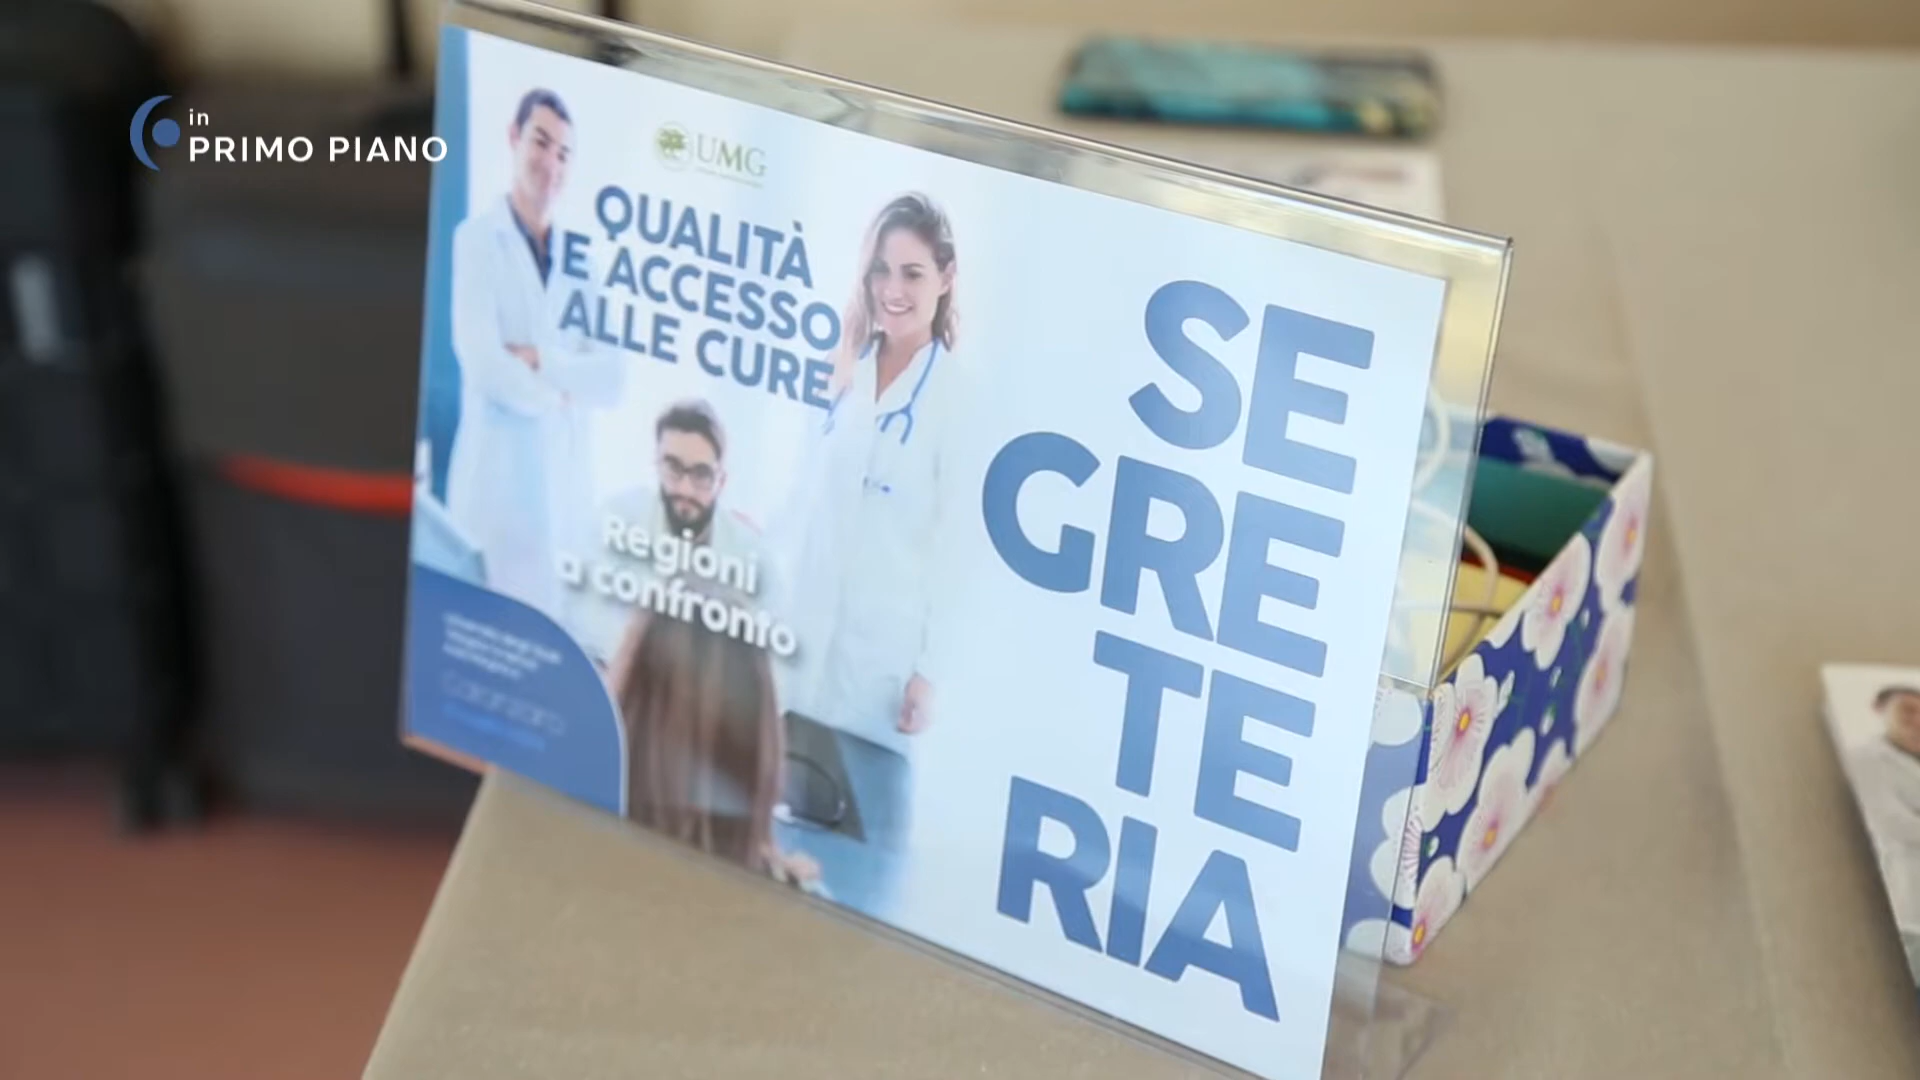 in
PRIMO PIANO
UMG
QUALITÀ
E ACCESSO
ALLE CURE
Regioni
a confronto
SE
GRE
TE
RIA